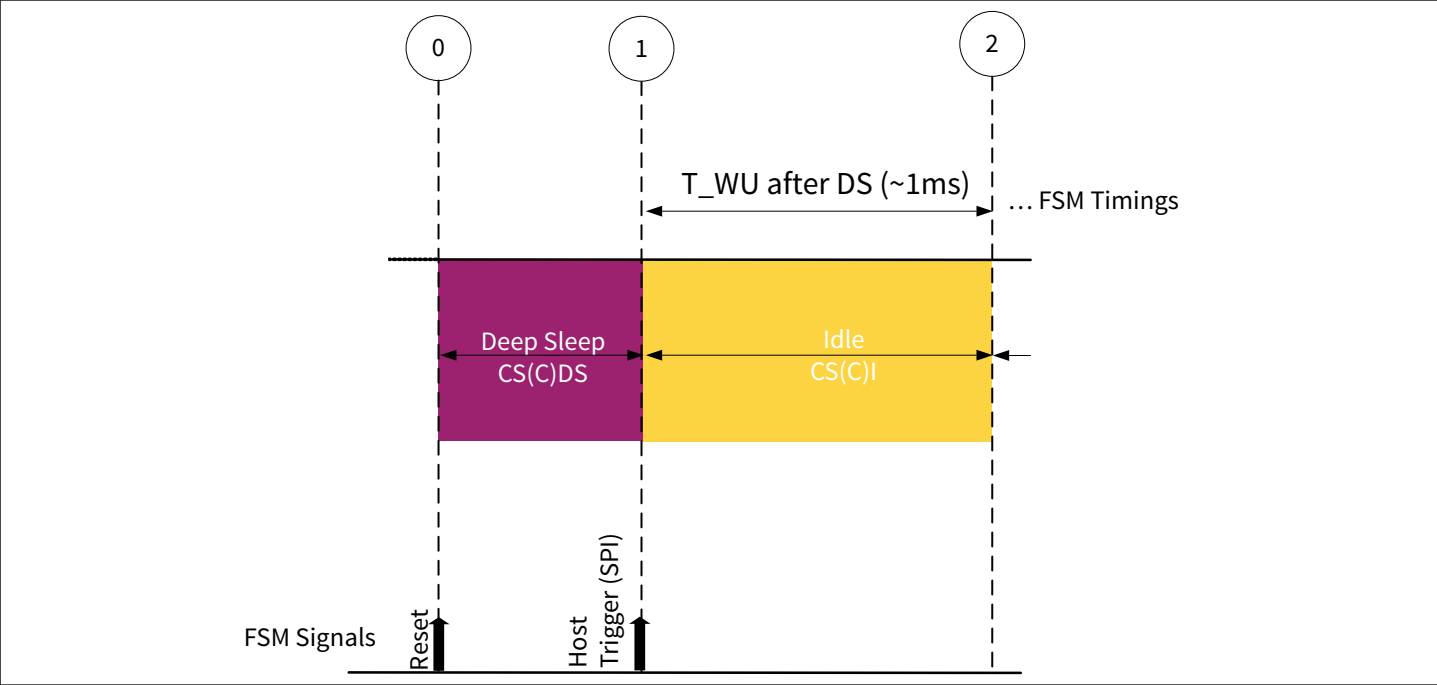 0
1
2
T_WU after DS (~1ms)
... FSM Timings
Deep Sleep
CS(C)DS
Idle
CS(C)I
FSM Signals
Reset
Host
Trigger (SPI)